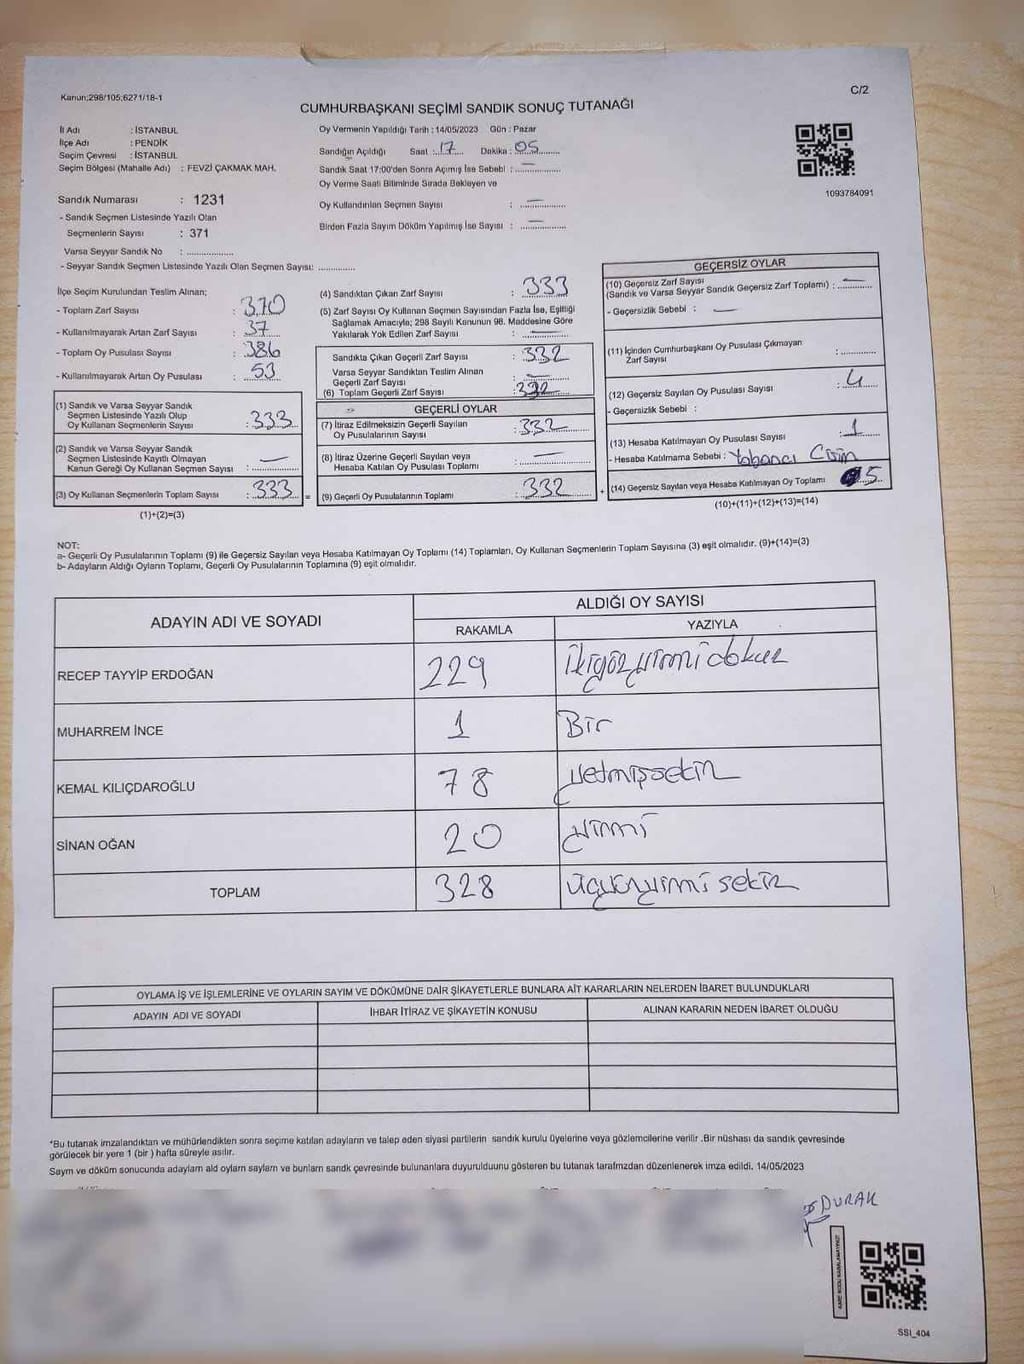 Kanun:298/105;6271/18-1
C/2
CUMHURBAŞKANI SEÇİMİ SANDIK SONUÇ TUTANAĞI
İl Adı : İSTANBUL
İlçe Adı : PENDİK
Seçim Çevresi : İSTANBUL
Seçim Bölgesi (Mahalle Adı) : FEVZİ ÇAKMAK MAH.
Oy Vermenin Yapıldığı Tarih : 14/05/2023 Gün : Pazar
Sandığın Açıldığı Saat : 17 Dakika : 05
Sandık Saat 17:00'den Sonra Açımış İse Sebebi : —
Oy Verme Saati Bitiminde Sırada Bekleyen ve
Oy Kullandırılan Seçmen Sayısı : —
Birden Fazla Sayım Döküm Yapılmış İse Sayısı : —
1093784091
Sandık Numarası : 1231
- Sandık Seçmen Listesinde Yazılı Olan
Seçmenlerin Sayısı : 371
Varsa Seyyar Sandık No :
- Seyyar Sandık Seçmen Listesinde Yazılı Olan Seçmen Sayısı:
İlçe Seçim Kurulundan Teslim Alınan;
- Toplam Zarf Sayısı : 370
- Kullanılmayarak Artan Zarf Sayısı : 37
- Toplam Oy Pusulası Sayısı : 386
- Kullanılmayarak Artan Oy Pusulası : 53
(1) Sandık ve Varsa Seyyar Sandık
Seçmen Listesinde Yazılı Olup
Oy Kullanan Seçmenlerin Sayısı : 333
(2) Sandık ve Varsa Seyyar Sandık
Seçmen Listesinde Kayıtlı Olmayan
Kanun Gereği Oy Kullanan Seçmen Sayısı : —
(3) Oy Kullanan Seçmenlerin Toplam Sayısı : 333 =
(1)+(2)=(3)
(4) Sandıktan Çıkan Zarf Sayısı : 333
(5) Zarf Sayısı Oy Kullanan Seçmen Sayısından Fazla İse, Eşitliği
Sağlamak Amacıyla; 298 Sayılı Kanunun 98. Maddesine Göre
Yakılarak Yok Edilen Zarf Sayısı : —
Sandıkta Çıkan Geçerli Zarf Sayısı : 332
Varsa Seyyar Sandıktan Teslim Alınan
Geçerli Zarf Sayısı : —
(6) Toplam Geçerli Zarf Sayısı : 332
GEÇERLİ OYLAR
(7) İtiraz Edilmeksizin Geçerli Sayılan
Oy Pusulalarının Sayısı : 332
(8) İtiraz Üzerine Geçerli Sayılan veya
Hesaba Katılan Oy Pusulası Toplamı : —
(9) Geçerli Oy Pusulalarının Toplamı : 332 +
GEÇERSİZ OYLAR
(10) Geçersiz Zarf Sayısı
(Sandık ve Varsa Seyyar Sandık Geçersiz Zarf Toplamı) : —
- Geçersizlik Sebebi : —
(11) İçinden Cumhurbaşkanı Oy Pusulası Çıkmayan
Zarf Sayısı :
(12) Geçersiz Sayılan Oy Pusulası Sayısı : 4
- Geçersizlik Sebebi :
(13) Hesaba Katılmayan Oy Pusulası Sayısı : 1
- Hesaba Katılmama Sebebi : Yabancı Cisim
(14) Geçersiz Sayılan veya Hesaba Katılmayan Oy Toplamı 5
(10)+(11)+(12)+(13)=(14)
NOT:
a- Geçerli Oy Pusulalarının Toplamı (9) ile Geçersiz Sayılan veya Hesaba Katılmayan Oy Toplamı (14) Toplamları, Oy Kullanan Seçmenlerin Toplam Sayısına (3) eşit olmalıdır. (9)+(14)=(3)
b- Adayların Aldığı Oyların Toplamı, Geçerli Oy Pusulalarının Toplamına (9) eşit olmalıdır.
ADAYIN ADI VE SOYADI
ALDIĞI OY SAYISI
RAKAMLA YAZIYLA
RECEP TAYYİP ERDOĞAN 229 ikiyüzyirmidokuz
MUHARREM İNCE 1 Bir
KEMAL KILIÇDAROĞLU 78 yetmişsekiz
SİNAN OĞAN 20 yirmi
TOPLAM 328 üçyüzyirmi sekiz
OYLAMA İŞ VE İŞLEMLERİNE VE OYLARIN SAYIM VE DÖKÜMÜNE DAİR ŞİKAYETLERLE BUNLARA AİT KARARLARIN NELERDEN İBARET BULUNDUKLARI
ADAYIN ADI VE SOYADI İHBAR İTİRAZ VE ŞİKAYETİN KONUSU ALINAN KARARIN NEDEN İBARET OLDUĞU
*Bu tutanak imzalandıktan ve mühürlendikten sonra seçime katılan adayların ve talep eden siyasi partilerin sandık kurulu üyelerine veya gözlemcilerine verilir .Bir nüshası da sandık çevresinde
görülecek bir yere 1 (bir ) hafta süreyle asılır.
Sayım ve döküm sonucunda adaylam ald oylam saylam ve bunlam sandık çevresinde bulunanlara duyurulduunu gösteren bu tutanak tarafmzdan düzenlenerek imza edildi. 14/05/2023
DURAK
SSI_404